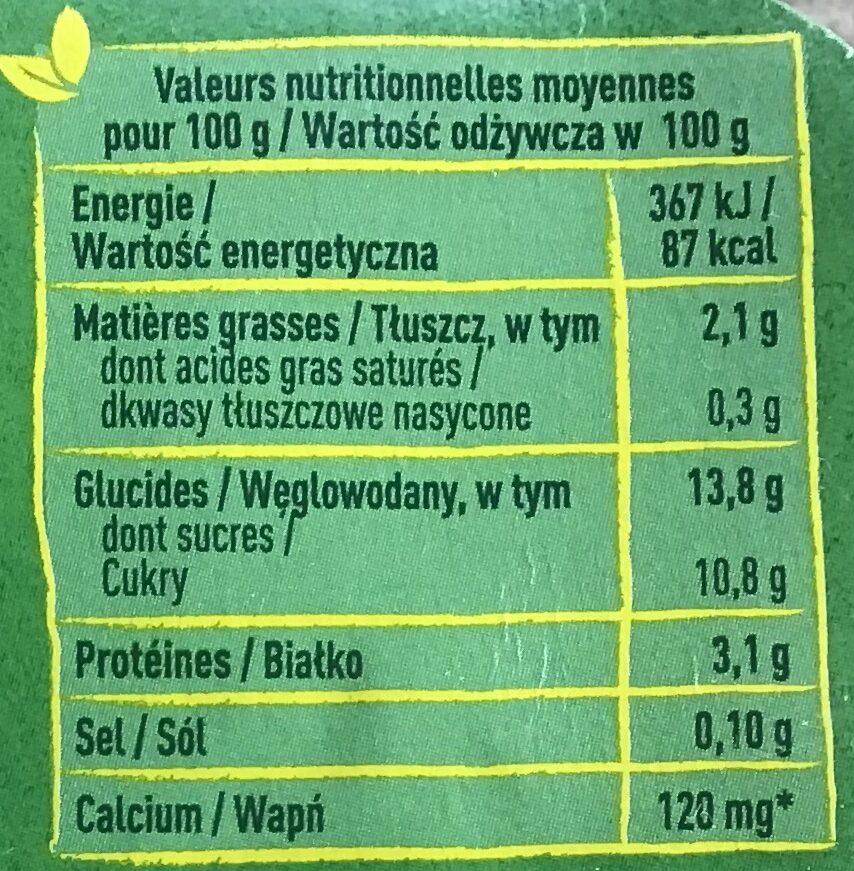 Valeurs nutritionnelles moyennes
pour 100 g / Wartość odżywcza w 100 g
Energie / 367 kJ /
Wartość energetyczna 87 kcal
Matières grasses / Tłuszcz, w tym 2,1 g
dont acides gras saturés /
dkwasy tłuszczowe nasycone 0,3 g
Glucides / Węglowodany, w tym 13,8 g
dont sucres /
Cukry 10,8 g
Protéines / Białko 3,1 g
Sel / Sól 0,10 g
Calcium / Wapń 120 mg*